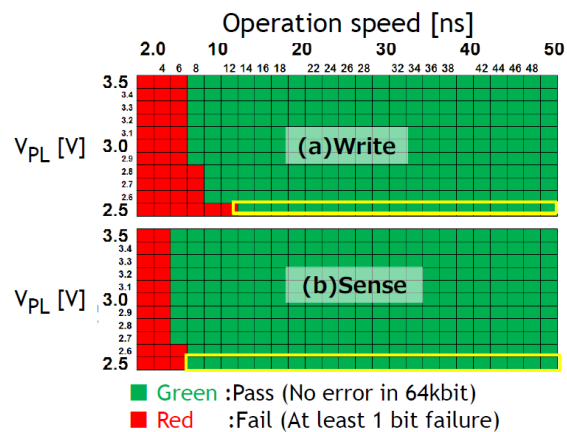 Operation speed [ns]
2.0 10 20 30 40 50
4 6 8 12 14 16 18 22 24 26 28 32 34 36 38 42 44 46 48
3.5
3.4
3.3
3.2
3.1
V_PL [V] 3.0 (a)Write
2.9
2.8
2.7
2.6
2.5
3.5
3.4
3.3
3.2
3.1
V_PL [V] 3.0 (b)Sense
2.9
2.8
2.7
2.6
2.5
Green :Pass (No error in 64kbit)
Red :Fail (At least 1 bit failure)